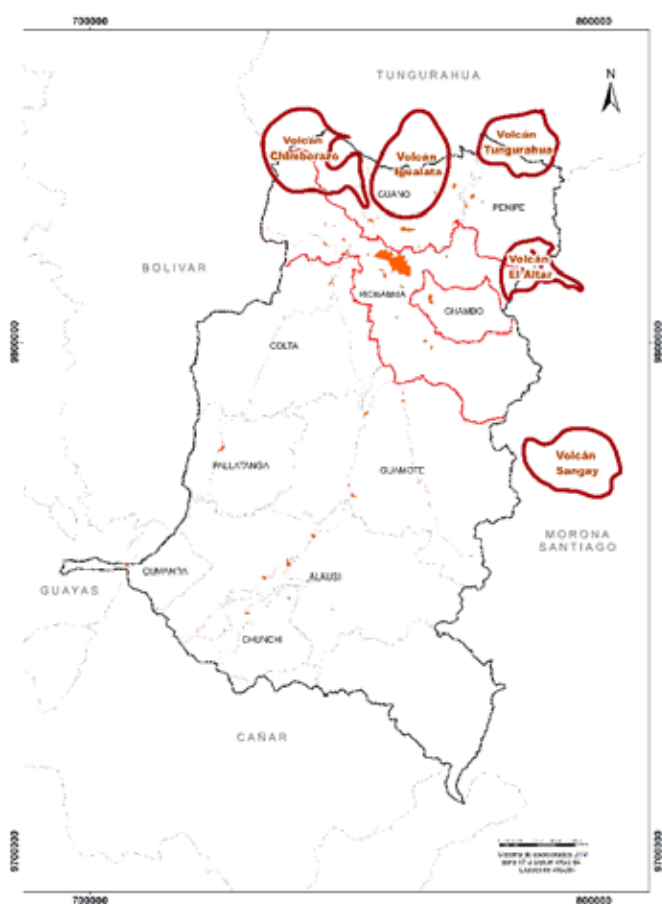 700000
800000
TUNGURAHUA
N
Volcán
Chimborazo
Volcán
Igualata
Volcán
Tungurahua
GUANO
PENIPE
BOLIVAR
Volcán
El Altar
RIOBAMBA
CHAMBO
9800000
9800000
COLTA
PALLATANGA
GUAMOTE
Volcán
Sangay
MORONA
SANTIAGO
GUAYAS
CUMANDA
ALAUSI
CHUNCHI
CAÑAR
9700000
9700000
700000
800000